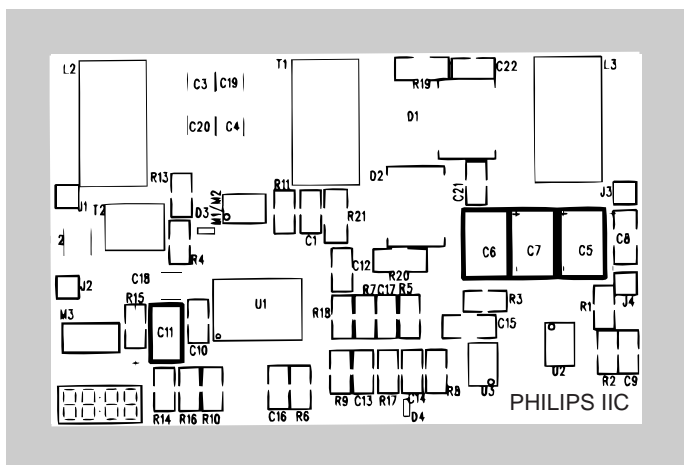 L2
C3
C19
T1
R19
C22
L3
C20
C4
D1
R13
M1/M2
R11
D2
C21
J3
J1
T2
D3
C1
R21
C6
C7
C5
C8
2
R4
J2
C18
C12
R20
R15
U1
R7
C17
R5
R3
R1
J4
M3
C11
C10
R18
C15
R14
R16
R10
C16
R6
R9
C13
R17
C14
R8
D4
U3
U2
R2
C9
PHILIPS IIC